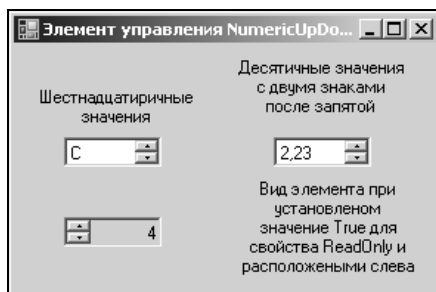 Элемент управления NumericUpDo...
Шестнадцатиричные
значения
Десятичные значения
с двумя знаками
после запятой
C
2,23
4
Вид элемента при
установленом
значение True для
свойства ReadOnly и
расположеными слева